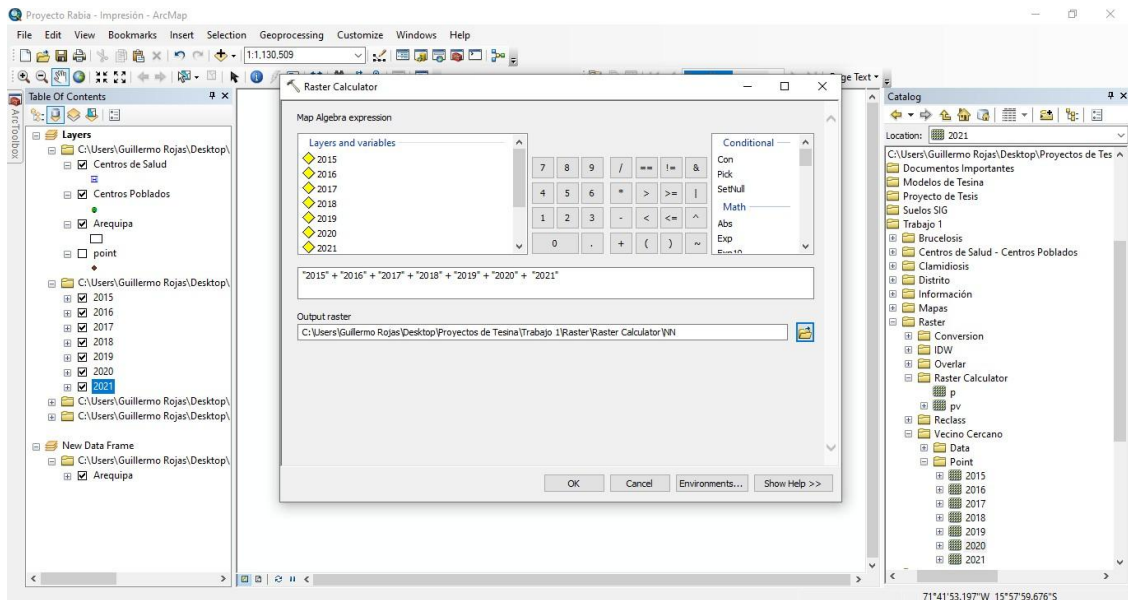 Proyecto Rabia - Impresión - ArcMap
File Edit View Bookmarks Insert Selection Geoprocessing Customize Windows Help
1:1,130,509
ge Text
Table Of Contents
ArcToolbox
Layers
C:\Users\Guillermo Rojas\Desktop\
Centros de Salud
Centros Poblados
Arequipa
point
C:\Users\Guillermo Rojas\Desktop\
2015
2016
2017
2018
2019
2020
2021
C:\Users\Guillermo Rojas\Desktop\
C:\Users\Guillermo Rojas\Desktop\
New Data Frame
C:\Users\Guillermo Rojas\Desktop\
Arequipa
Raster Calculator
Map Algebra expression
Layers and variables
2015
2016
2017
2018
2019
2020
2021
7 8 9 / == != &
4 5 6 * > >= |
1 2 3 - < <= ^
0 . + ( ) ~
Conditional
Con
Pick
SetNull
Math
Abs
Exp
Exp10
"2015" + "2016" + "2017" + "2018" + "2019" + "2020" + "2021"
Output raster
C:\Users\Guillermo Rojas\Desktop\Proyectos de Tesina\Trabajo 1\Raster\Raster Calculator\NN
OK Cancel Environments... Show Help >>
Catalog
Location: 2021
C:\Users\Guillermo Rojas\Desktop\Proyectos de Tes
Documentos Importantes
Modelos de Tesina
Proyecto de Tesis
Suelos SIG
Trabajo 1
Brucelosis
Centros de Salud - Centros Poblados
Clamidiosis
Distrito
Información
Mapas
Raster
Conversion
IDW
Overlar
Raster Calculator
p
pv
Reclass
Vecino Cercano
Data
Point
2015
2016
2017
2018
2019
2020
2021
71°41'53.197"W 15°57'59.676"S